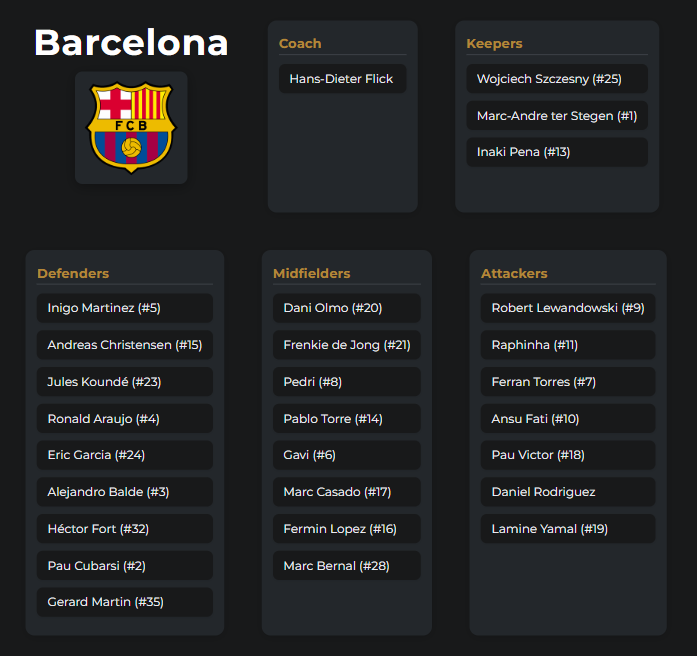 Barcelona
FCB
Coach
Hans-Dieter Flick
Keepers
Wojciech Szczesny (#25)
Marc-Andre ter Stegen (#1)
Inaki Pena (#13)
Defenders
Inigo Martinez (#5)
Andreas Christensen (#15)
Jules Koundé (#23)
Ronald Araujo (#4)
Eric Garcia (#24)
Alejandro Balde (#3)
Héctor Fort (#32)
Pau Cubarsi (#2)
Gerard Martin (#35)
Midfielders
Dani Olmo (#20)
Frenkie de Jong (#21)
Pedri (#8)
Pablo Torre (#14)
Gavi (#6)
Marc Casado (#17)
Fermin Lopez (#16)
Marc Bernal (#28)
Attackers
Robert Lewandowski (#9)
Raphinha (#11)
Ferran Torres (#7)
Ansu Fati (#10)
Pau Victor (#18)
Daniel Rodriguez
Lamine Yamal (#19)